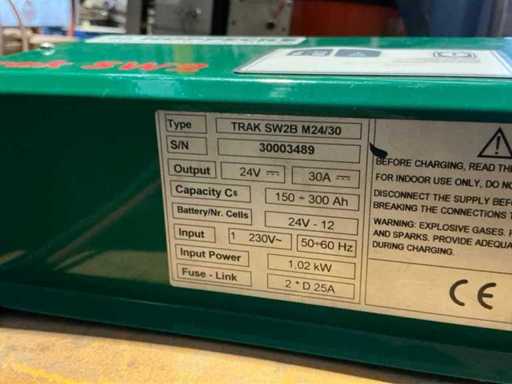 SW2
Type TRAK SW2B M24/30
S/N 30003489
Output 24V ⎓ 30A ⎓
Capacity C5 150 ÷ 300 Ah
Battery/Nr. Cells 24V - 12
Input 1 230V~ 50÷60 Hz
Input Power 1,02 kW
Fuse - Link 2 * D 25A
BEFORE CHARGING, READ THE
FOR INDOOR USE ONLY, DO NO
DISCONNECT THE SUPPLY BEFO
BREAKING THE CONNECTIONS T
WARNING: EXPLOSIVE GASES. P
AND SPARKS. PROVIDE ADEQUA
DURING CHARGING.
CE